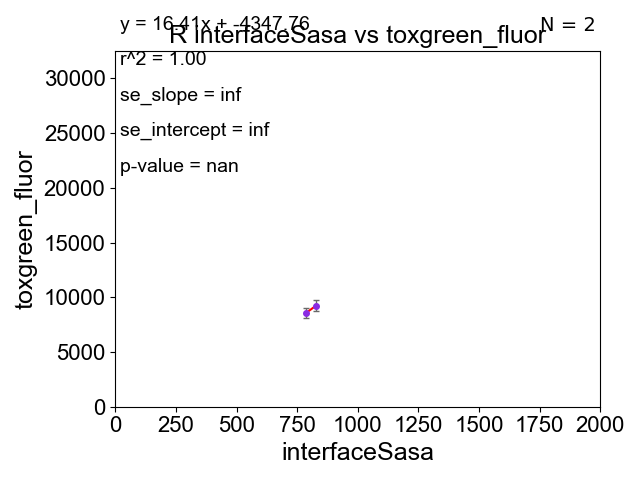 y = 16.41x + -4347.76
N = 2
R interfaceSasa vs toxgreen_fluor
r^2 = 1.00
se_slope = inf
se_intercept = inf
p-value = nan
toxgreen_fluor
30000
25000
20000
15000
10000
5000
0
0 250 500 750 1000 1250 1500 1750 2000
interfaceSasa